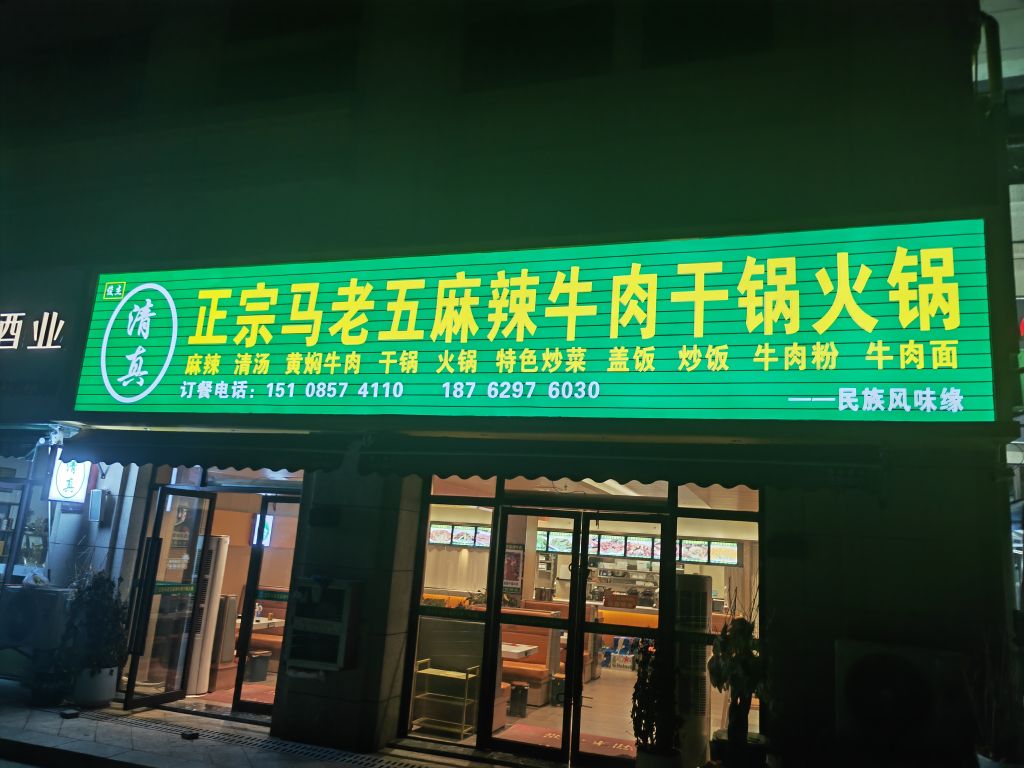 酒业
清真
正宗马老五麻辣牛肉干锅火锅
麻辣 清汤 黄焖牛肉 干锅 火锅 特色炒菜 盖饭 炒饭 牛肉粉 牛肉面
订餐电话：151 0857 4110 187 6297 6030
——民族风味缘
清真